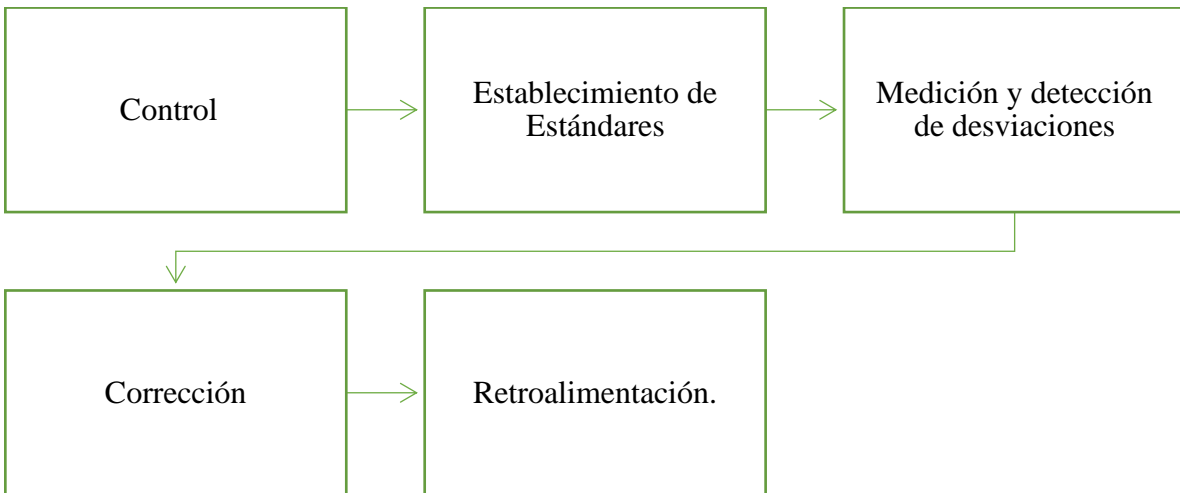 Control
Establecimiento de
Estándares
Medición y detección
de desviaciones
Corrección
Retroalimentación.